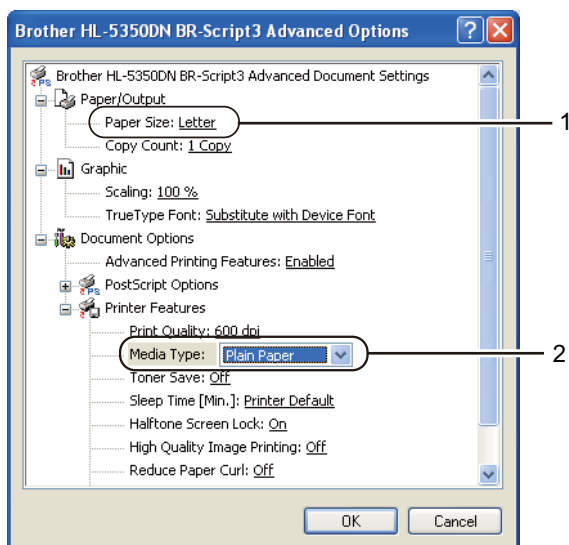 Brother HL-5350DN BR-Script3 Advanced Options
Brother HL-5350DN BR-Script3 Advanced Document Settings
Paper/Output
Paper Size: Letter
1
Copy Count: 1 Copy
Graphic
Scaling: 100 %
TrueType Font: Substitute with Device Font
Document Options
Advanced Printing Features: Enabled
PostScript Options
Printer Features
Print Quality: 600 dpi
Media Type: Plain Paper
2
Toner Save: Off
Sleep Time [Min.]: Printer Default
Halftone Screen Lock: On
High Quality Image Printing: Off
Reduce Paper Curl: Off
OK Cancel